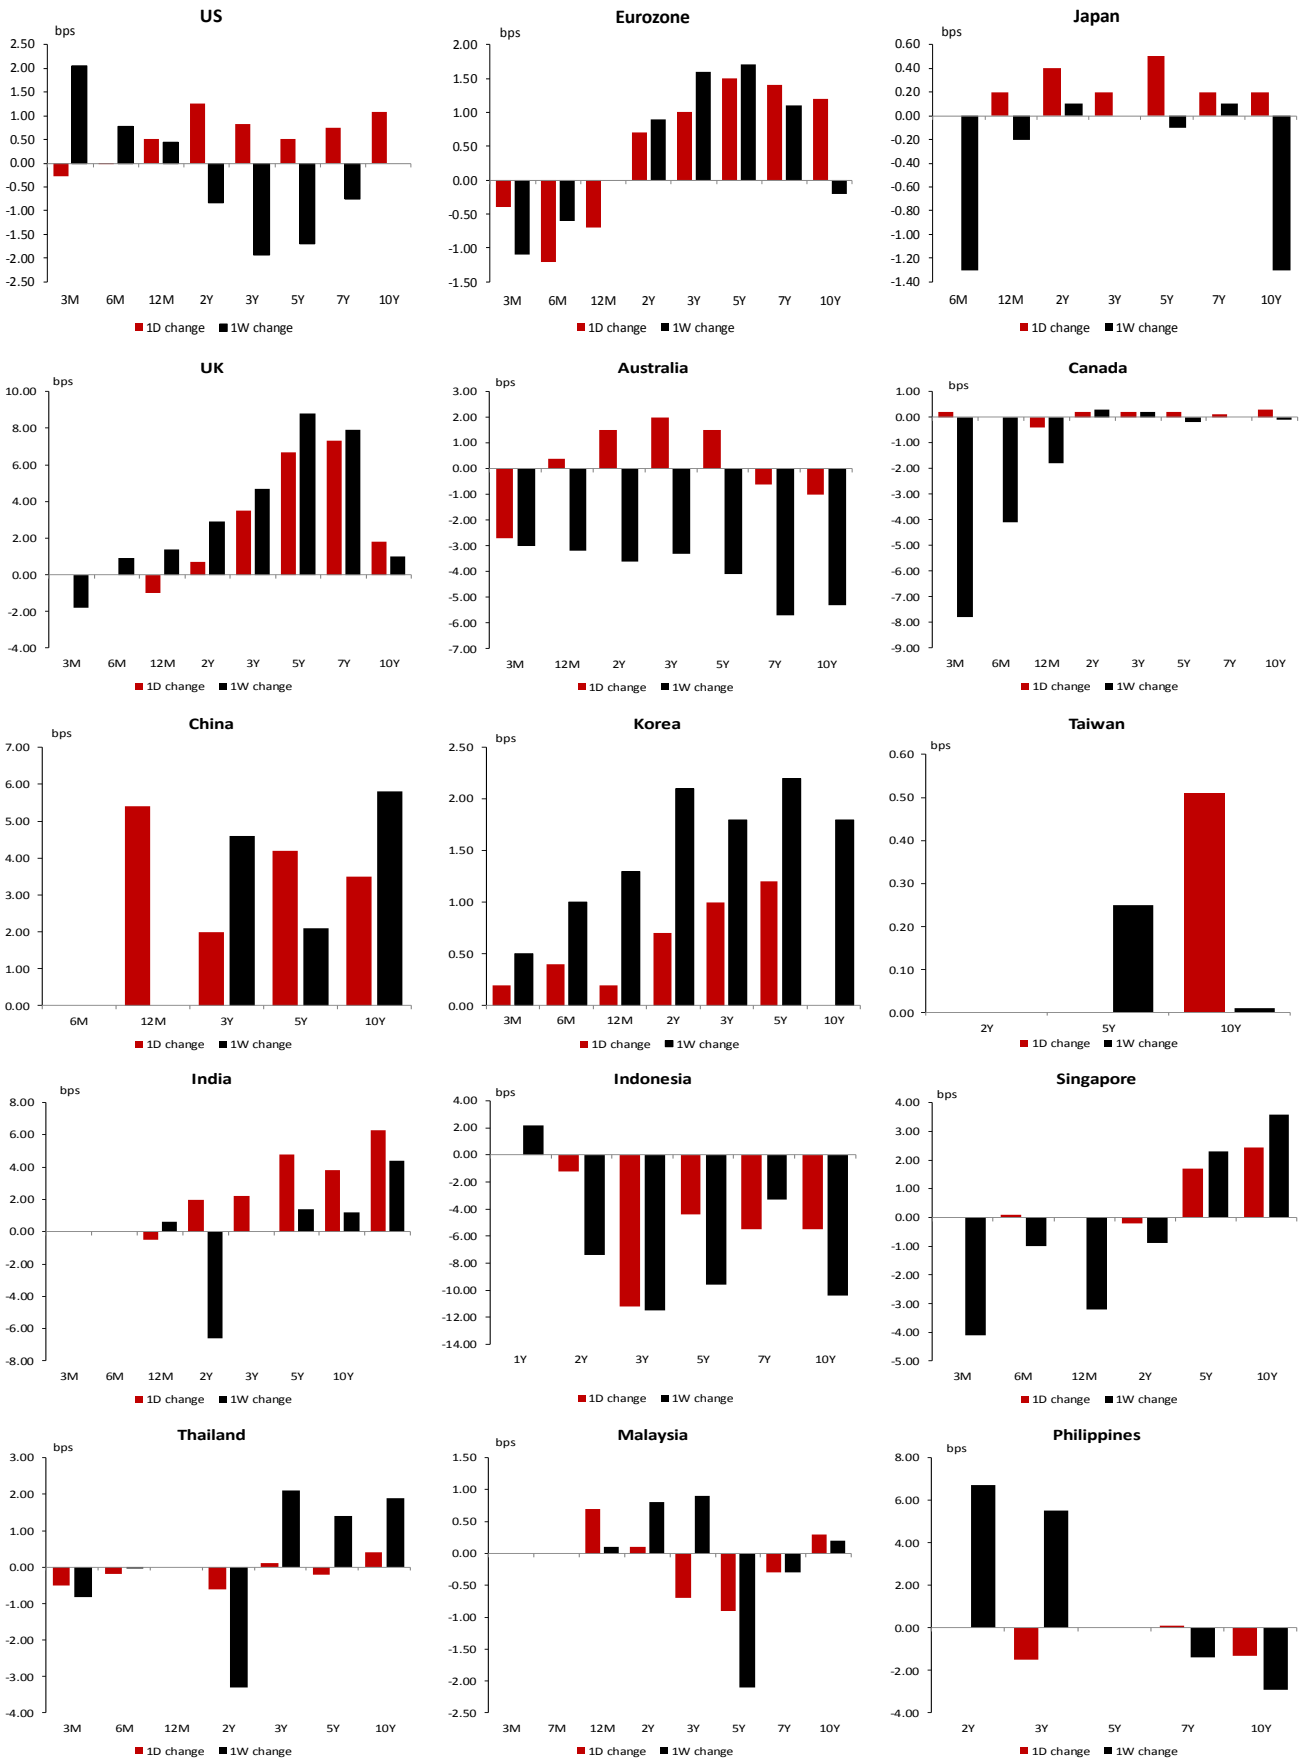 US
bps
2.50
2.00
1.50
1.00
0.50
0.00
-0.50
-1.00
-1.50
-2.00
-2.50
3M 6M 12M 2Y 3Y 5Y 7Y 10Y
1D change 1W change
Eurozone
2.00
1.50
1.00
0.50
0.00
-0.50
-1.00
-1.50
3M 6M 12M 2Y 3Y 5Y 7Y 10Y
1D change 1W change
Japan
0.60
0.40
0.20
0.00
-0.20
-0.40
-0.60
-0.80
-1.00
-1.20
-1.40
6M 12M 2Y 3Y 5Y 7Y 10Y
1D change 1W change
UK
bps
10.00
8.00
6.00
4.00
2.00
0.00
-2.00
-4.00
3M 6M 12M 2Y 3Y 5Y 7Y 10Y
1D change 1W change
Australia
bps
3.00
2.00
1.00
0.00
-1.00
-2.00
-3.00
-4.00
-5.00
-6.00
-7.00
3M 12M 2Y 3Y 5Y 7Y 10Y
1D change 1W change
Canada
bps
1.00
0.00
-1.00
-2.00
-3.00
-4.00
-5.00
-6.00
-7.00
-8.00
-9.00
3M 6M 12M 2Y 3Y 5Y 7Y 10Y
1D change 1W change
China
bps
7.00
6.00
5.00
4.00
3.00
2.00
1.00
0.00
6M 12M 3Y 5Y 10Y
1D change 1W change
Korea
bps
2.50
2.00
1.50
1.00
0.50
0.00
3M 6M 12M 2Y 3Y 5Y 10Y
1D change 1W change
Taiwan
bps
0.60
0.50
0.40
0.30
0.20
0.10
0.00
2Y 5Y 10Y
1D change 1W change
India
bps
8.00
6.00
4.00
2.00
0.00
-2.00
-4.00
-6.00
-8.00
3M 6M 12M 2Y 3Y 5Y 10Y
1D change 1W change
Indonesia
bps
4.00
2.00
0.00
-2.00
-4.00
-6.00
-8.00
-10.00
-12.00
-14.00
1Y 2Y 3Y 5Y 7Y 10Y
1D change 1W change
Singapore
bps
4.00
3.00
2.00
1.00
0.00
-1.00
-2.00
-3.00
-4.00
-5.00
3M 6M 12M 2Y 5Y 10Y
1D change 1W change
Thailand
bps
3.00
2.00
1.00
0.00
-1.00
-2.00
-3.00
-4.00
3M 6M 12M 2Y 3Y 5Y 10Y
1D change 1W change
Malaysia
bps
1.50
1.00
0.50
0.00
-0.50
-1.00
-1.50
-2.00
-2.50
3M 7M 12M 2Y 3Y 5Y 7Y 10Y
1D change 1W change
Philippines
bps
8.00
6.00
4.00
2.00
0.00
-2.00
-4.00
2Y 3Y 5Y 7Y 10Y
1D change 1W change